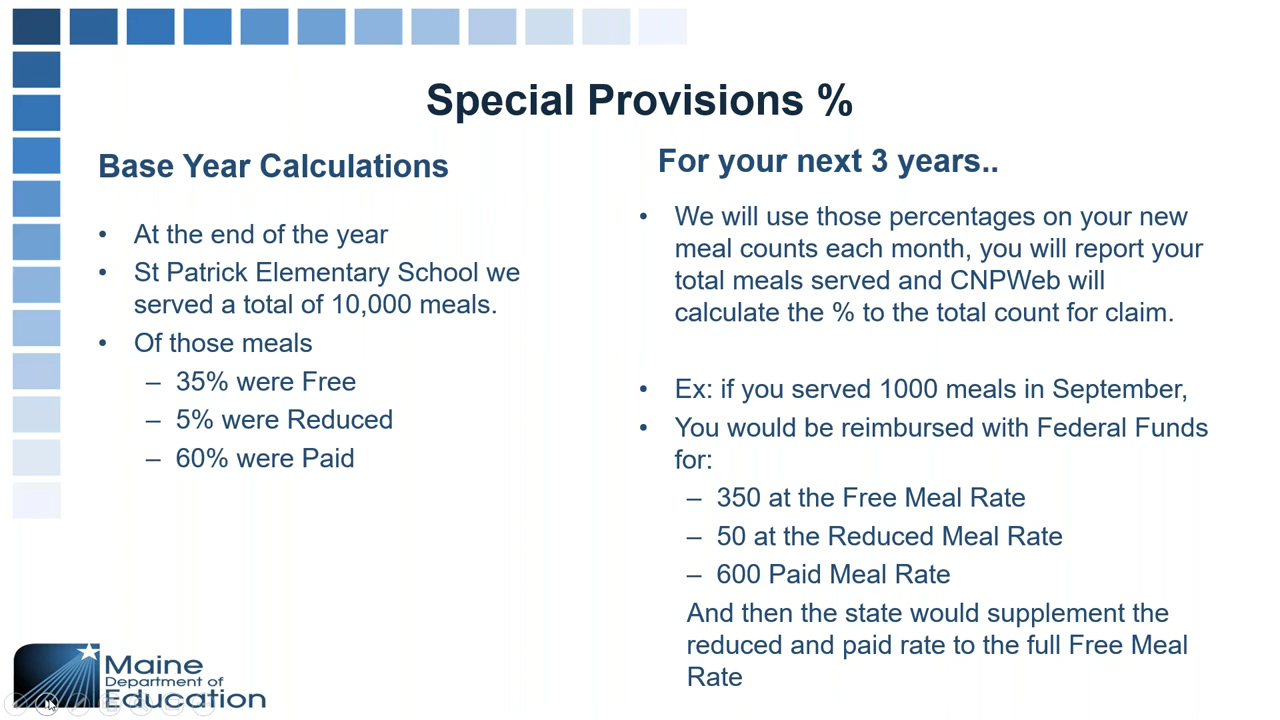 Special Provisions %
Base Year Calculations
• At the end of the year
• St Patrick Elementary School we
served a total of 10,000 meals.
• Of those meals
– 35% were Free
– 5% were Reduced
– 60% were Paid
For your next 3 years..
• We will use those percentages on your new
meal counts each month, you will report your
total meals served and CNPWeb will
calculate the % to the total count for claim.
• Ex: if you served 1000 meals in September,
• You would be reimbursed with Federal Funds
for:
– 350 at the Free Meal Rate
– 50 at the Reduced Meal Rate
– 600 Paid Meal Rate
And then the state would supplement the
reduced and paid rate to the full Free Meal
Rate
Maine
Department of
Education